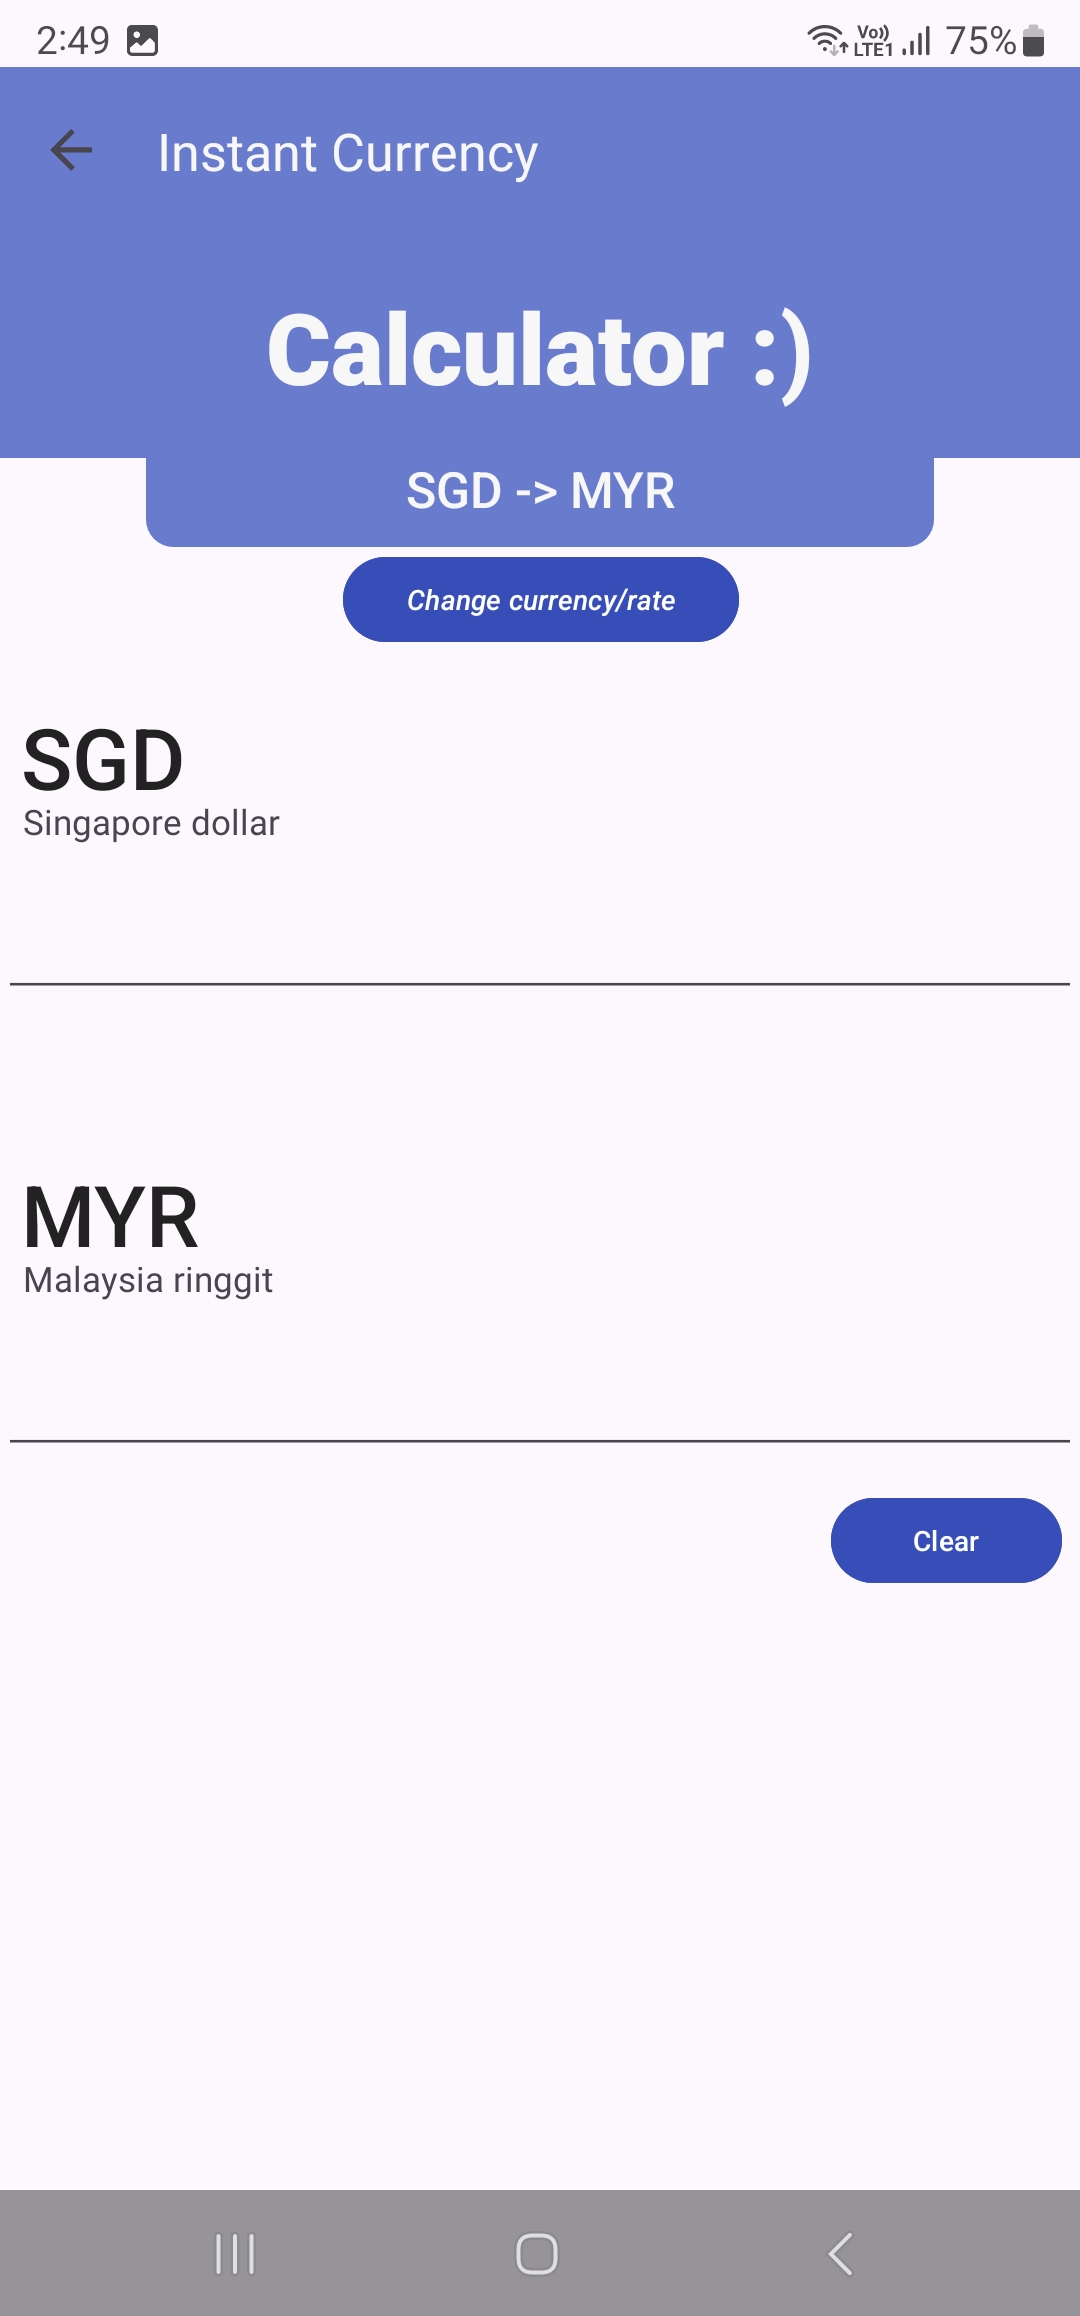 2:49 Vo)) LTE1 75%
Instant Currency
Calculator :)
SGD -> MYR
Change currency/rate
SGD
Singapore dollar
MYR
Malaysia ringgit
Clear